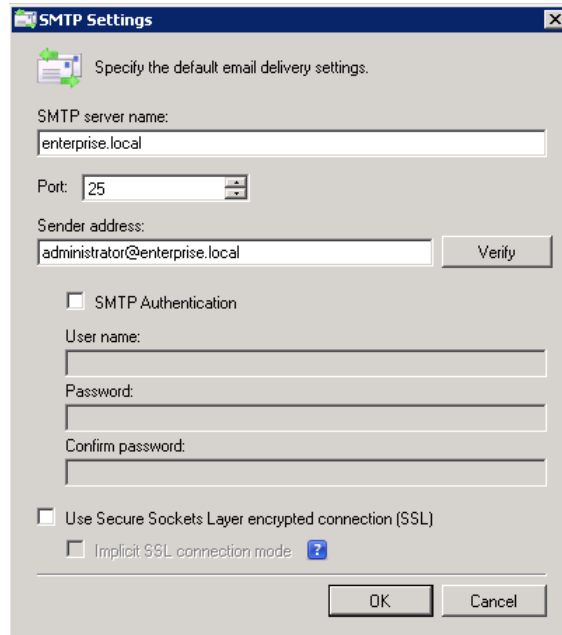 SMTP Settings
Specify the default email delivery settings.
SMTP server name:
enterprise.local
Port: 25
Sender address:
administrator@enterprise.local Verify
SMTP Authentication
User name:
Password:
Confirm password:
Use Secure Sockets Layer encrypted connection (SSL)
Implicit SSL connection mode ?
OK Cancel